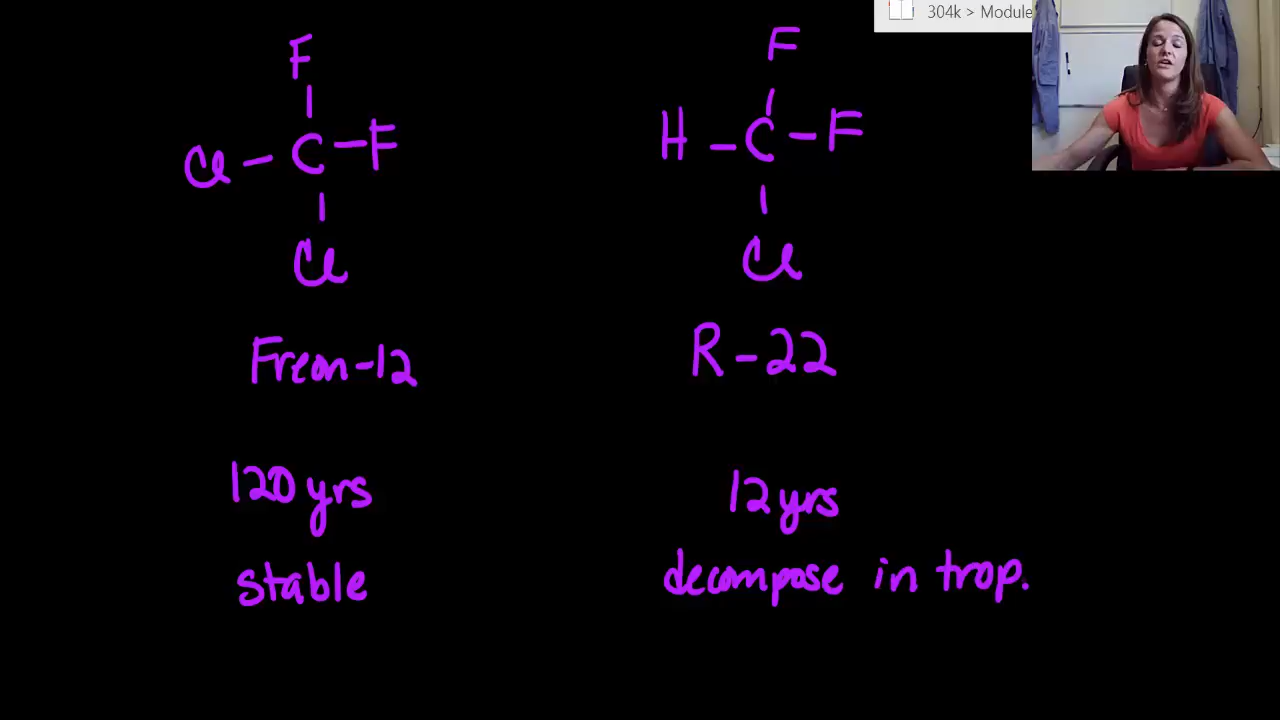 304k > Module
F
Cl - C - F
Cl
Freon-12
120 yrs
stable
F
H - C - F
Cl
R-22
12 yrs
decompose in trop.